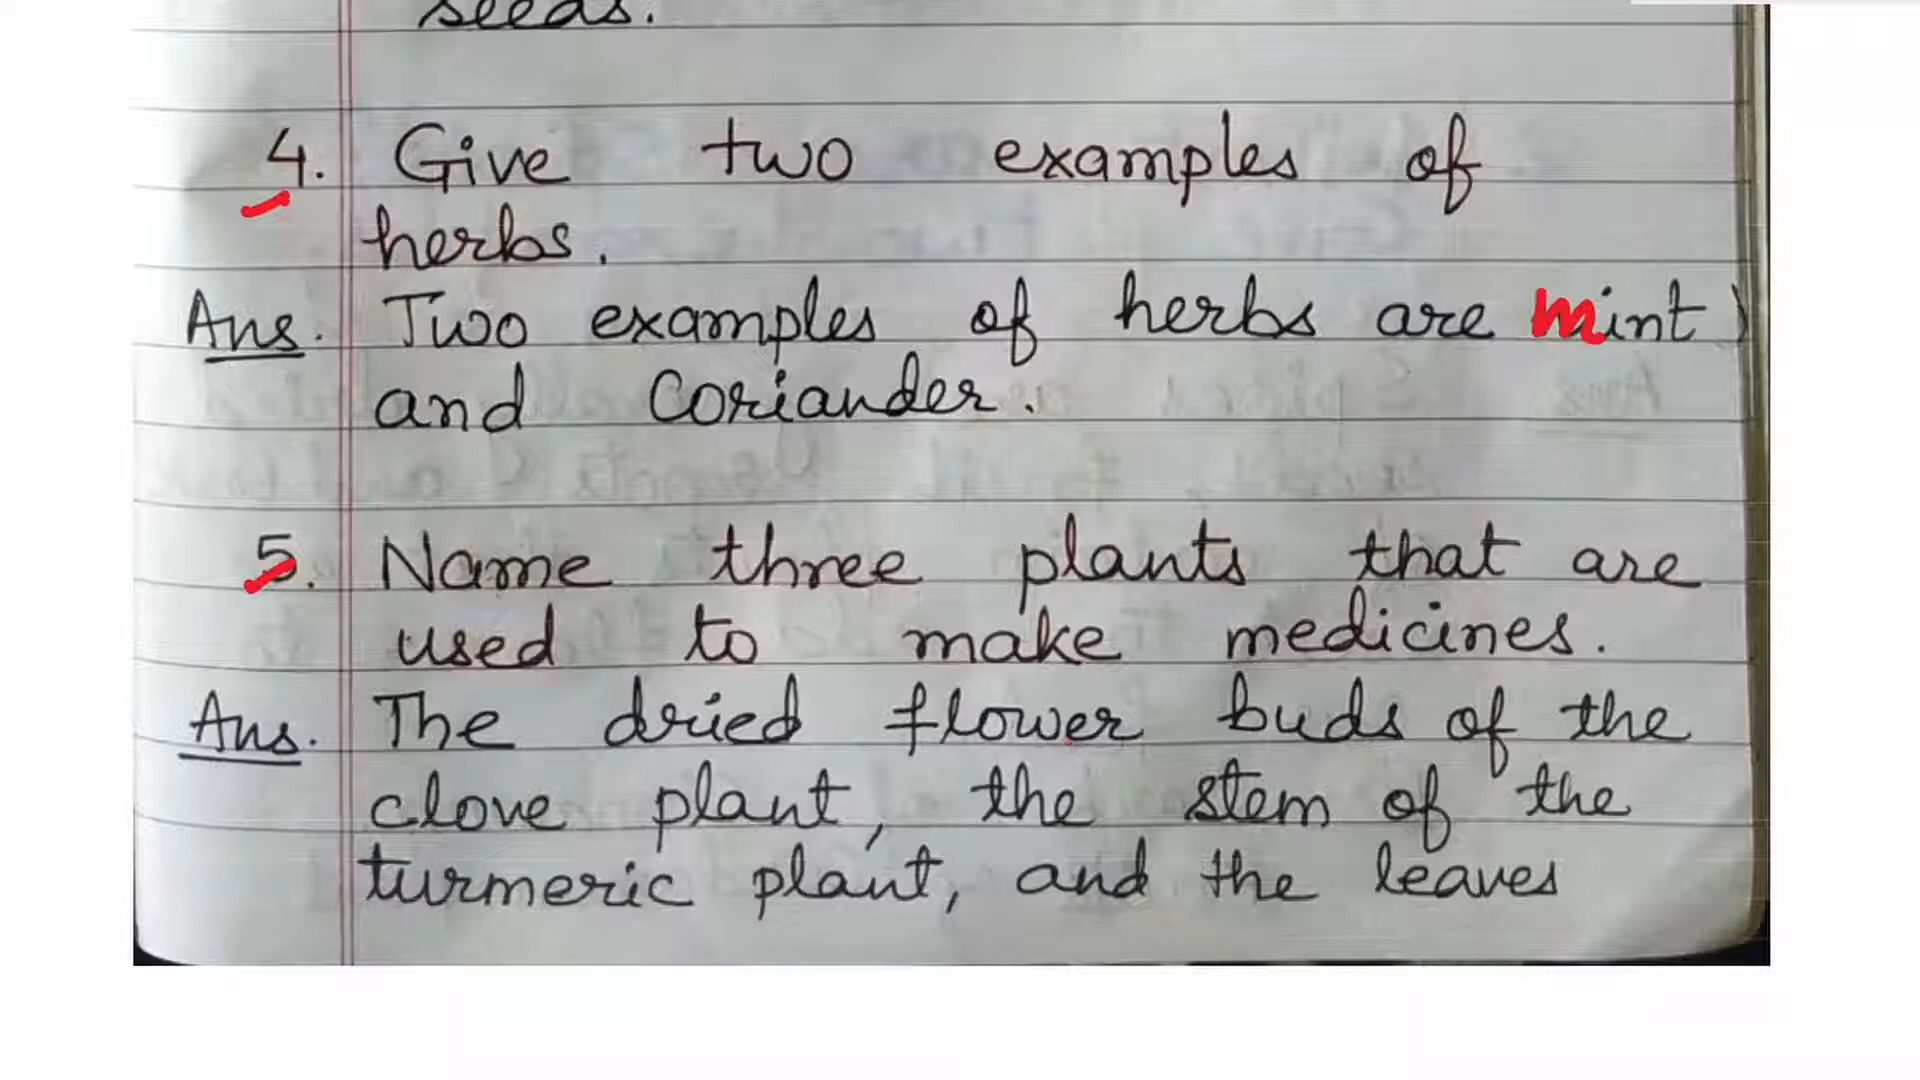 seeds.
4. Give two examples of
herbs.
Ans. Two examples of herbs are mint
and Coriander.
5. Name three plants that are
used to make medicines.
Ans. The dried flower buds of the
clove plant, the stem of the
turmeric plant, and the leaves